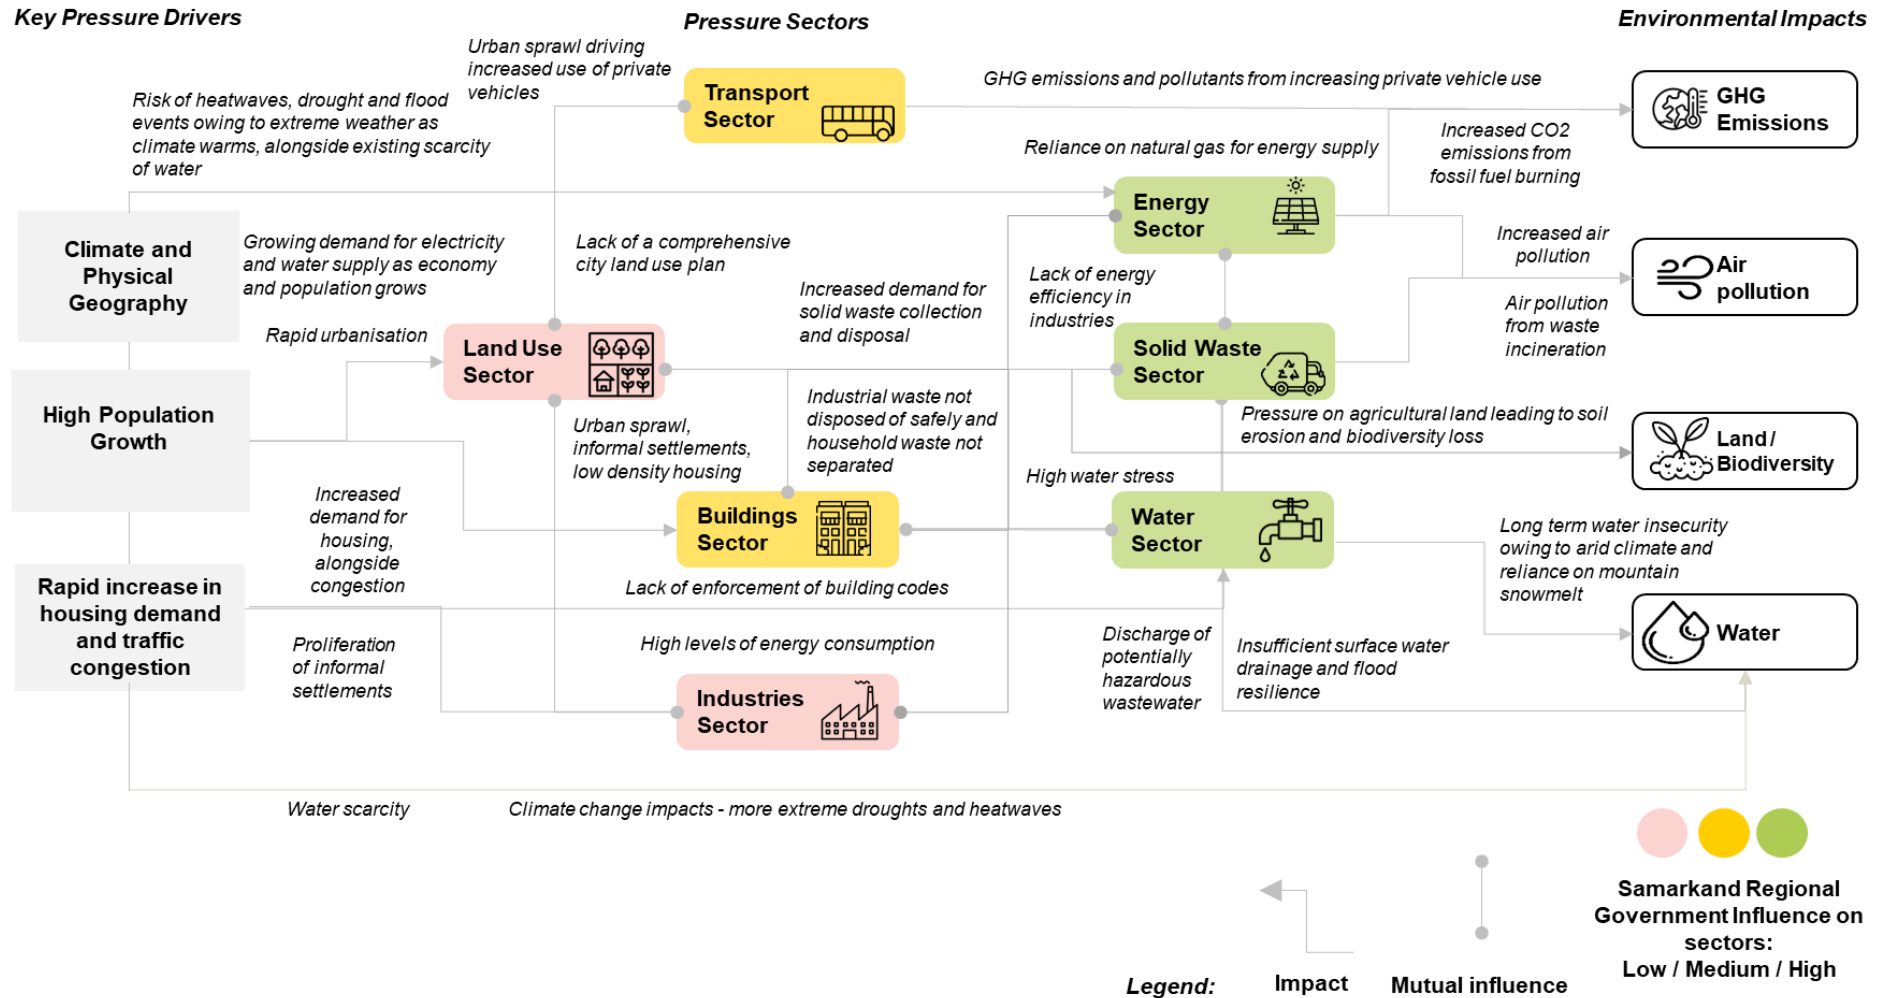 Key Pressure Drivers
Pressure Sectors
Environmental Impacts
Urban sprawl driving
increased use of private
vehicles
Transport
Sector
GHG emissions and pollutants from increasing private vehicle use
GHG
Emissions
Risk of heatwaves, drought and flood
events owing to extreme weather as
climate warms, alongside existing scarcity
of water
Reliance on natural gas for energy supply
Increased CO2
emissions from
fossil fuel burning
Energy
Sector
Climate and
Physical
Geography
Growing demand for electricity
and water supply as economy
and population grows
Lack of a comprehensive
city land use plan
Increased air
pollution
Air
pollution
Lack of energy
efficiency in
industries
Increased demand for
solid waste collection
and disposal
Air pollution
from waste
incineration
Rapid urbanisation
Land Use
Sector
Solid Waste
Sector
High Population
Growth
Urban sprawl,
informal settlements,
low density housing
Industrial waste not
disposed of safely and
household waste not
separated
Pressure on agricultural land leading to soil
erosion and biodiversity loss
Land /
Biodiversity
High water stress
Increased
demand for
housing,
alongside
congestion
Buildings
Sector
Water
Sector
Long term water insecurity
owing to arid climate and
reliance on mountain
snowmelt
Rapid increase in
housing demand
and traffic
congestion
Lack of enforcement of building codes
Water
Proliferation
of informal
settlements
High levels of energy consumption
Discharge of
potentially
hazardous
wastewater
Insufficient surface water
drainage and flood
resilience
Industries
Sector
Water scarcity
Climate change impacts - more extreme droughts and heatwaves
Samarkand Regional
Government Influence on
sectors:
Low / Medium / High
Legend:
Impact
Mutual influence